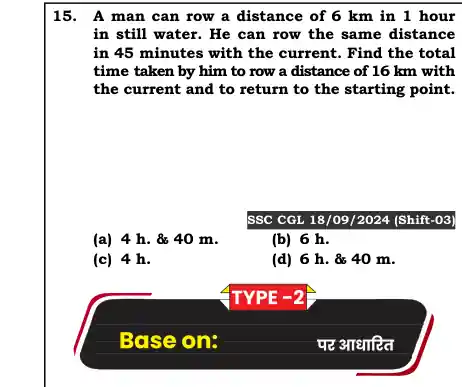 15. A man can row a distance of 6 km in 1 hour
in still water. He can row the same distance
in 45 minutes with the current. Find the total
time taken by him to row a distance of 16 km with
the current and to return to the starting point.
SSC CGL 18/09/2024 (Shift-03)
(a) 4 h. & 40 m. (b) 6 h.
(c) 4 h. (d) 6 h. & 40 m.
TYPE -2
Base on: पर आधारित